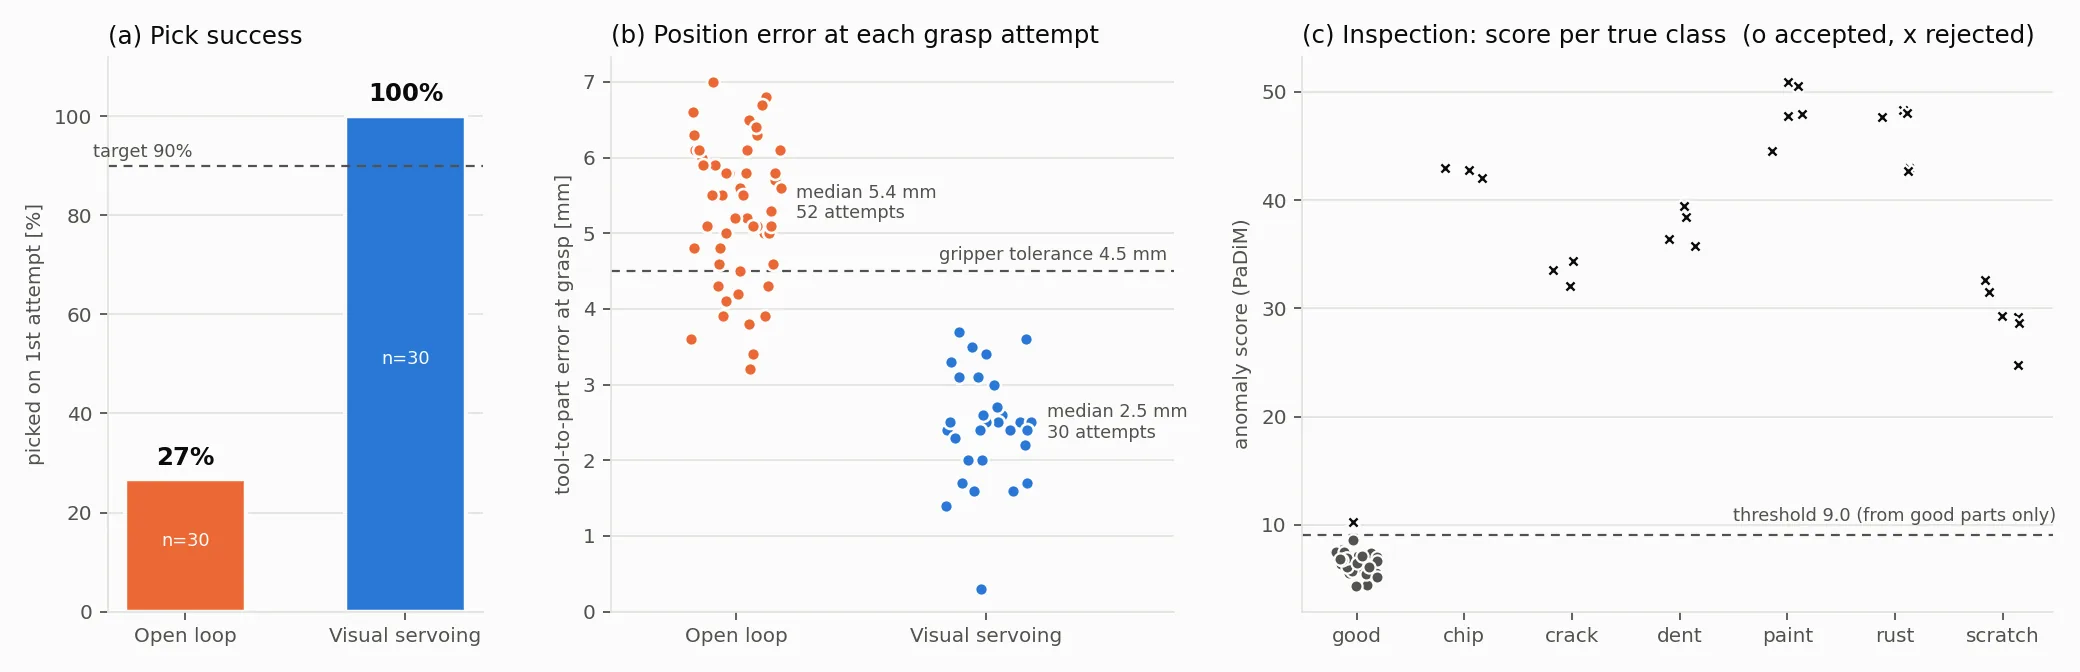 (a) Pick success
picked on 1st attempt [%]
100
80
60
40
20
0
target 90%
27%
n=30
100%
n=30
Open loop
Visual servoing
(b) Position error at each grasp attempt
tool-to-part error at grasp [mm]
7
6
5
4
3
2
1
0
median 5.4 mm
52 attempts
gripper tolerance 4.5 mm
median 2.5 mm
30 attempts
Open loop
Visual servoing
(c) Inspection: score per true class (o accepted, x rejected)
anomaly score (PaDiM)
50
40
30
20
10
threshold 9.0 (from good parts only)
good
chip
crack
dent
paint
rust
scratch